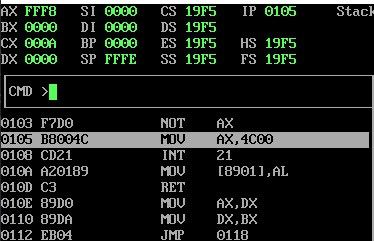 AX FFF8 SI 0000 CS 19F5 IP 0105 Stack
BX 0000 DI 0000 DS 19F5
CX 000A BP 0000 ES 19F5 HS 19F5
DX 0000 SP FFFE SS 19F5 FS 19F5
CMD >
0103 F7D0 NOT AX
0105 B8004C MOV AX,4C00
0108 CD21 INT 21
010A A20189 MOV [8901],AL
010D C3 RET
010E 89D0 MOV AX,DX
0110 89DA MOV DX,BX
0112 EB04 JMP 0118